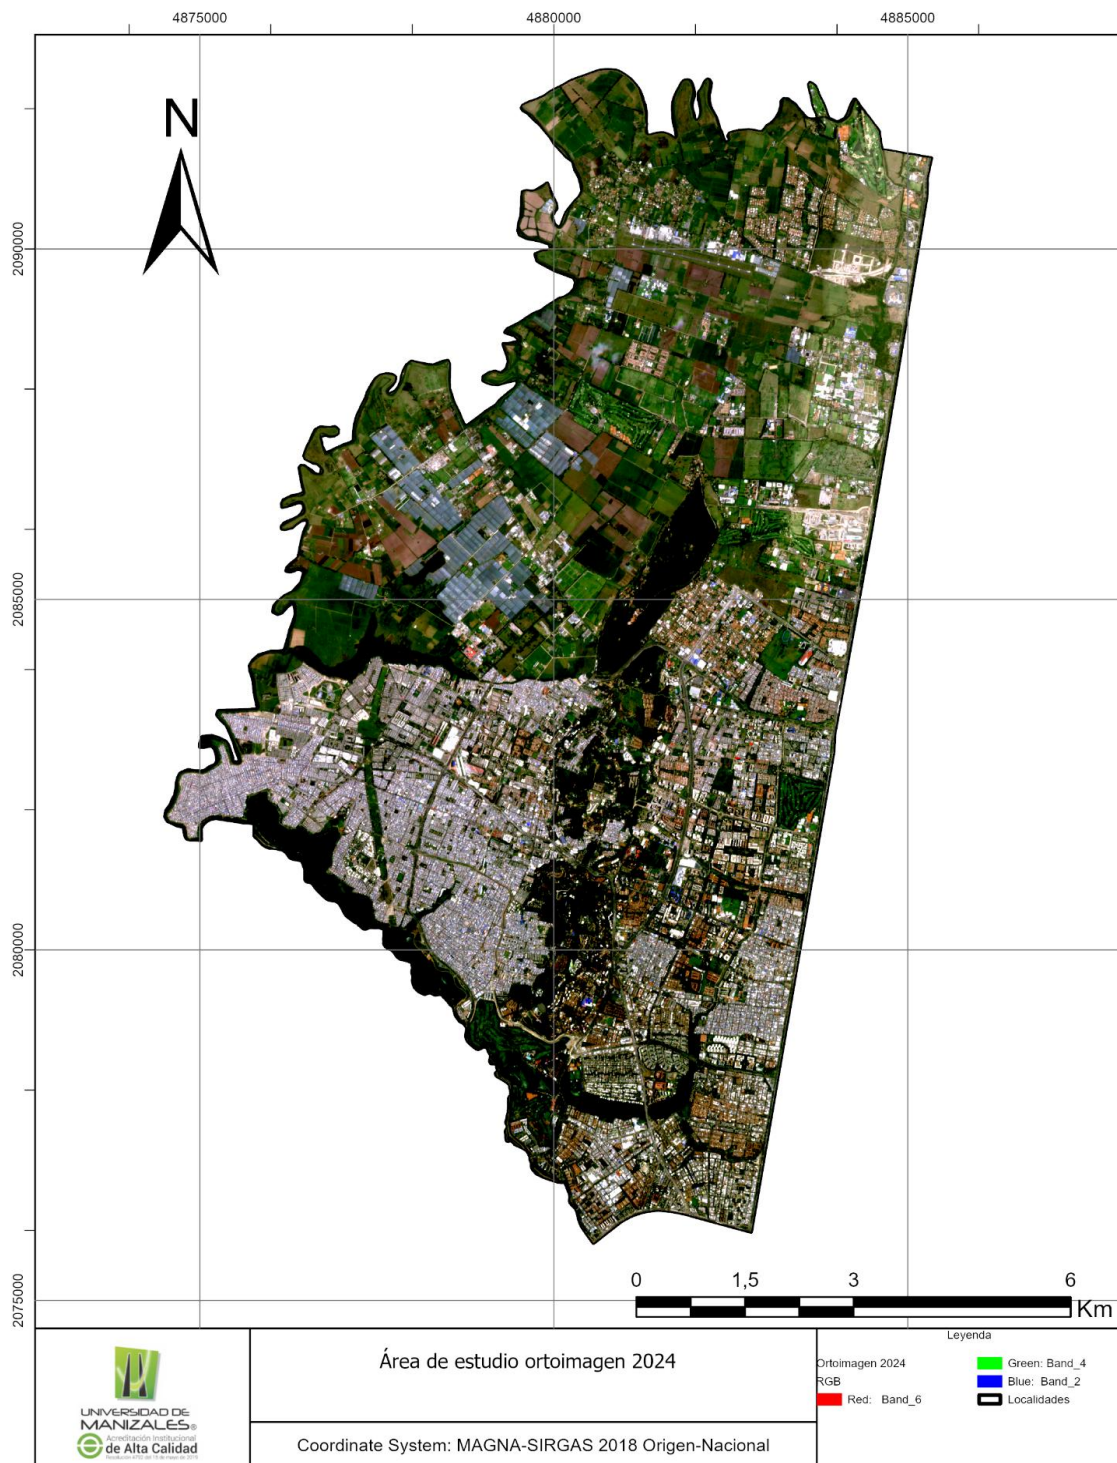 4875000 4880000 4885000
N
2090000
2085000
2080000
2075000
0 1,5 3 6
Km
Área de estudio ortoimagen 2024
Coordinate System: MAGNA-SIRGAS 2018 Origen-Nacional
UNIVERSIDAD DE
MANIZALES®
Acreditación Institucional
de Alta Calidad
Leyenda
Ortoimagen 2024
RGB
Red: Band_6
Green: Band_4
Blue: Band_2
Localidades